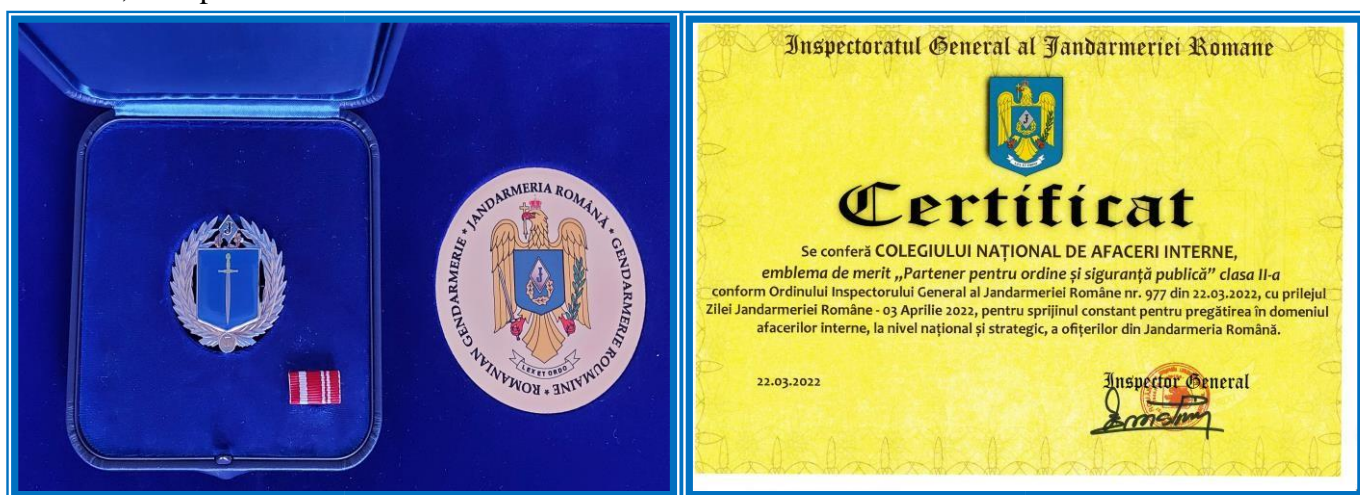 JANDARMERIA ROMÂNĂ * GENDARMERIE ROUMAINE * ROMANIAN GENDARMERIE *
J
LEX ET ORDO
J
Inspectoratul General al Jandarmeriei Romane
J
LEX ET ORDO
Certificat
Se conferă COLEGIULUI NAȚIONAL DE AFACERI INTERNE,
emblema de merit „Partener pentru ordine și siguranță publică” clasa II-a
conform Ordinului Inspectorului General al Jandarmeriei Române nr. 977 din 22.03.2022, cu prilejul
Zilei Jandarmeriei Române - 03 Aprilie 2022, pentru sprijinul constant pentru pregătirea în domeniul
afacerilor interne, la nivel național și strategic, a ofițerilor din Jandarmeria Română.
22.03.2022
Inspector General